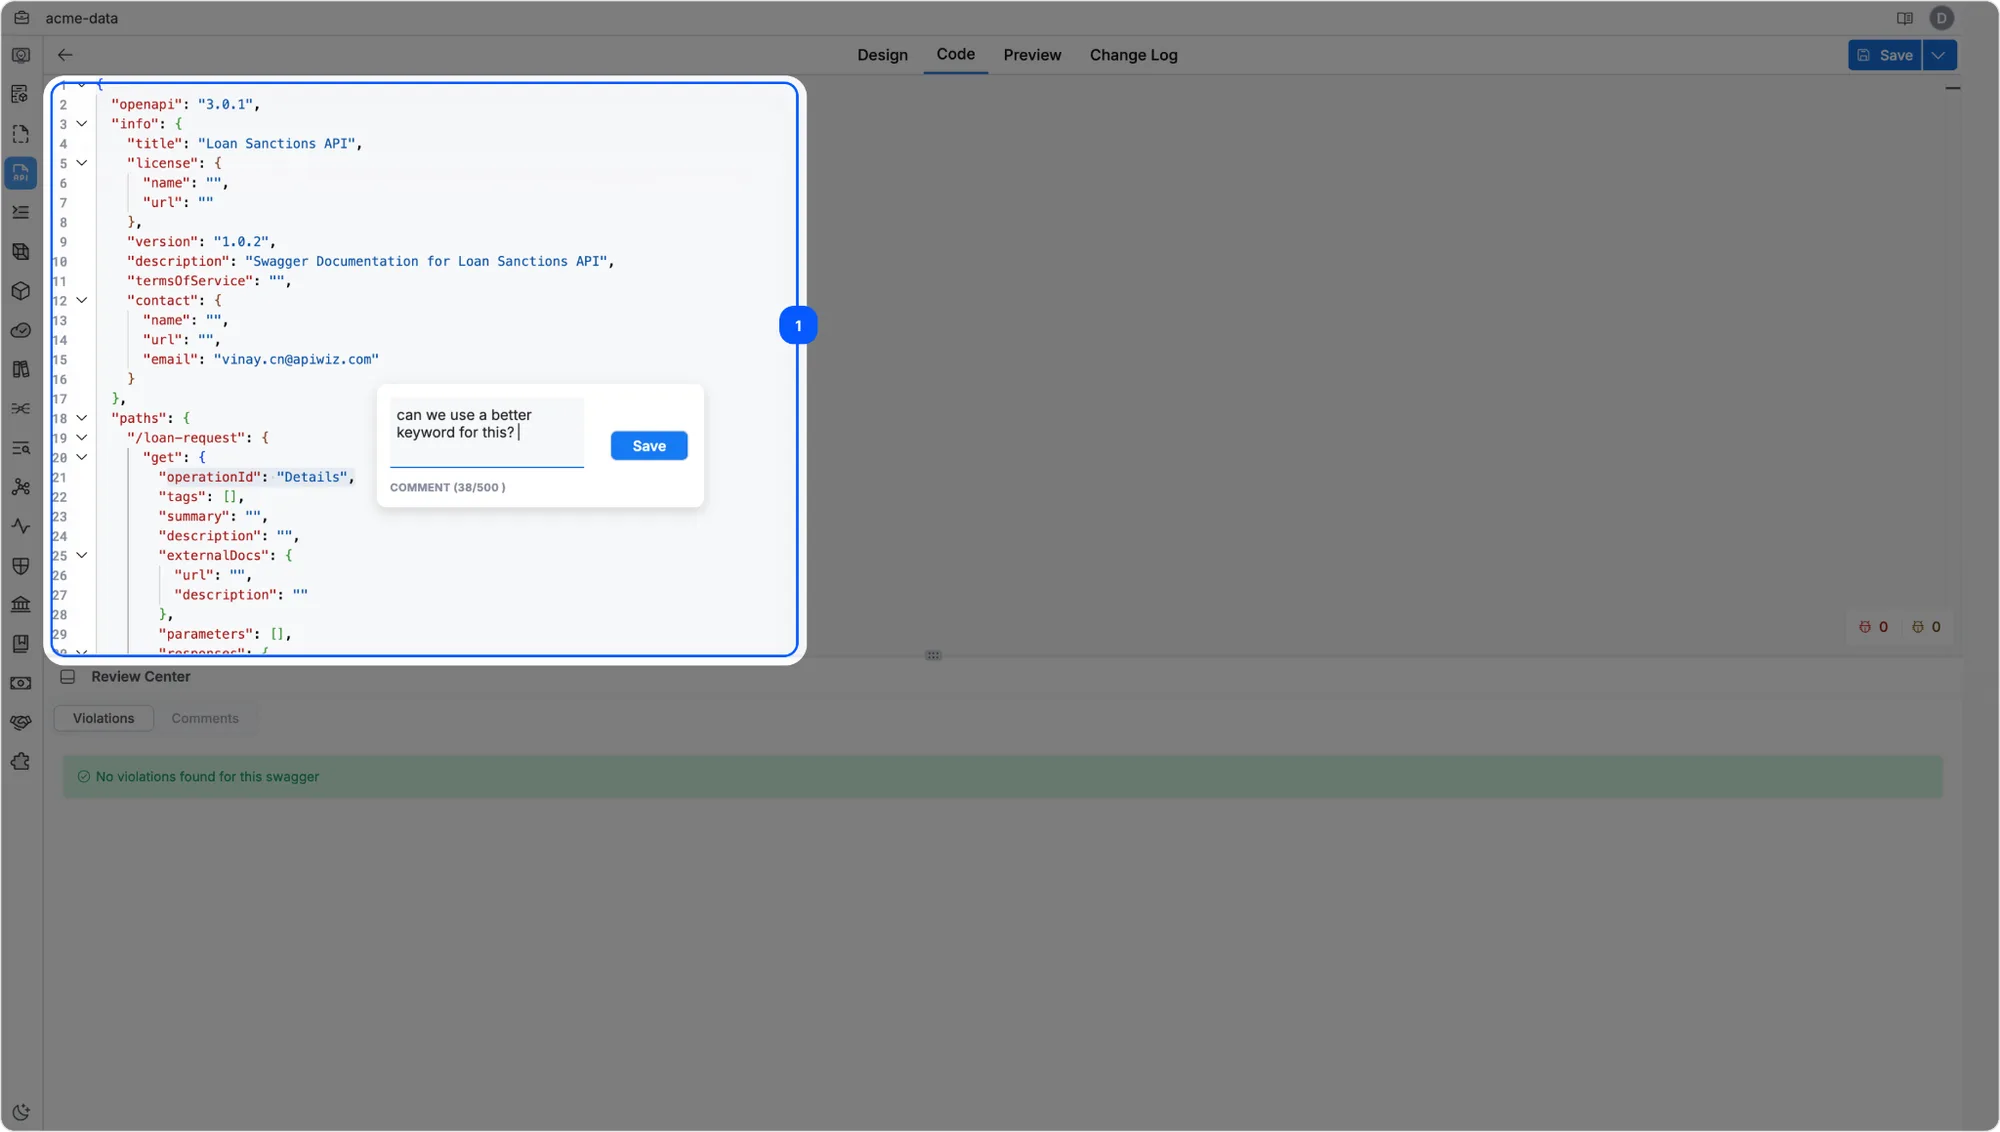 acme-data
D
Design
Code
Preview
Change Log
Save
1 {
2 "openapi": "3.0.1",
3 "info": {
4 "title": "Loan Sanctions API",
5 "license": {
6 "name": "",
7 "url": ""
8 },
9 "version": "1.0.2",
10 "description": "Swagger Documentation for Loan Sanctions API",
11 "termsOfService": "",
12 "contact": {
13 "name": "",
14 "url": "",
15 "email": "vinay.cn@apiwiz.com"
16 }
17 },
18 "paths": {
19 "/loan-request": {
20 "get": {
21 "operationId": "Details",
22 "tags": [],
23 "summary": "",
24 "description": "",
25 "externalDocs": {
26 "url": "",
27 "description": ""
28 },
29 "parameters": [],
30 "responses": {
1
can we use a better
keyword for this?
Save
COMMENT (38/500 )
API
0
0
Review Center
Violations
Comments
No violations found for this swagger